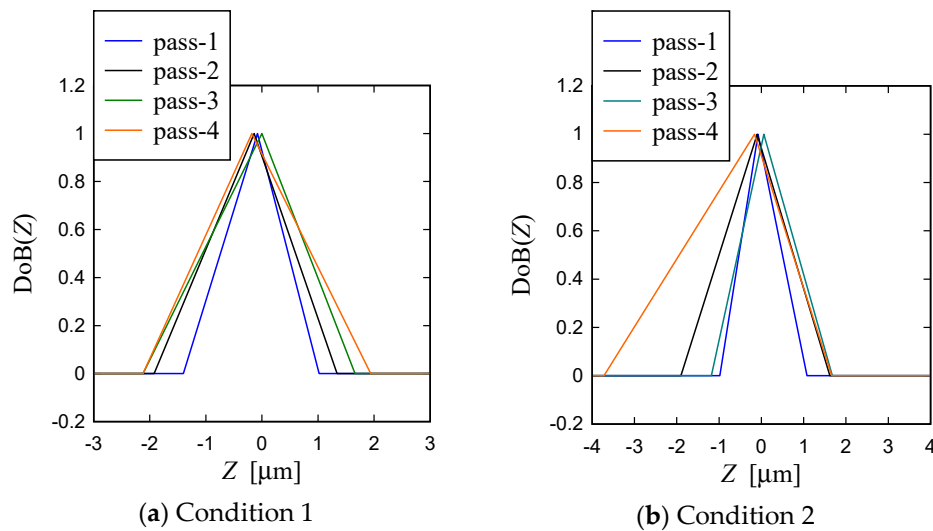 pass-1
pass-2
pass-3
pass-4
1.2
1
0.8
0.6
0.4
0.2
0
-0.2
DoB(Z)
-3 -2 -1 0 1 2 3
Z [μm]
(a) Condition 1
pass-1
pass-2
pass-3
pass-4
1.2
1
0.8
0.6
0.4
0.2
0
-0.2
DoB(Z)
-4 -3 -2 -1 0 1 2 3 4
Z [μm]
(b) Condition 2